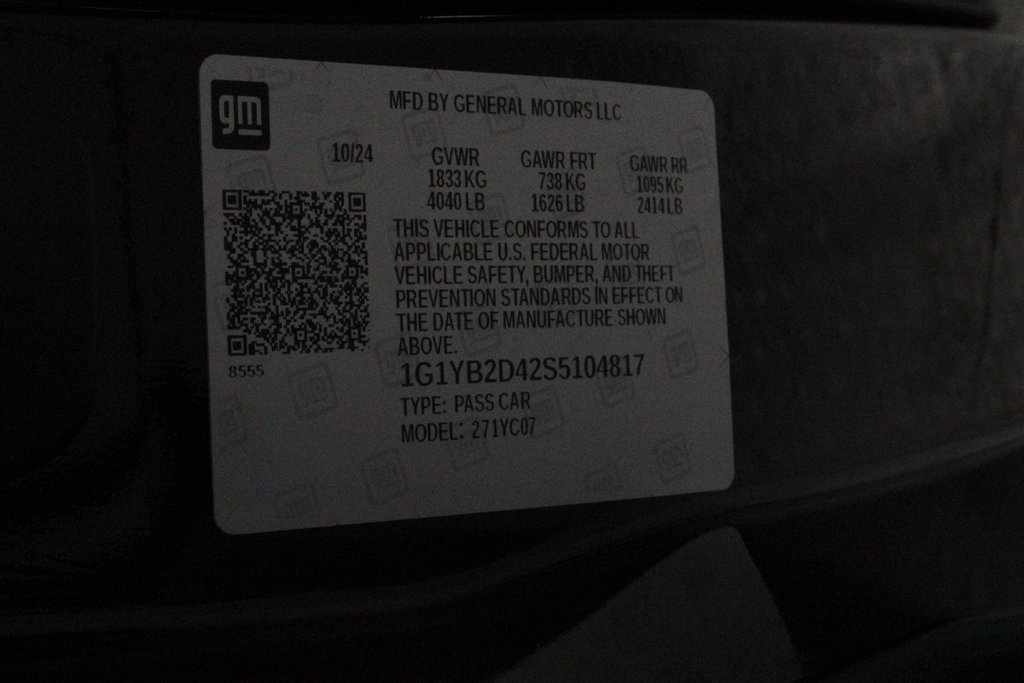 gm
MFD BY GENERAL MOTORS LLC
10/24 GVWR GAWR FRT GAWR RR
1833 KG 738 KG 1095 KG
4040 LB 1626 LB 2414 LB
THIS VEHICLE CONFORMS TO ALL
APPLICABLE U.S. FEDERAL MOTOR
VEHICLE SAFETY, BUMPER, AND THEFT
PREVENTION STANDARDS IN EFFECT ON
THE DATE OF MANUFACTURE SHOWN
ABOVE.
8555
1G1YB2D42S5104817
TYPE: PASS CAR
MODEL: 271YC07